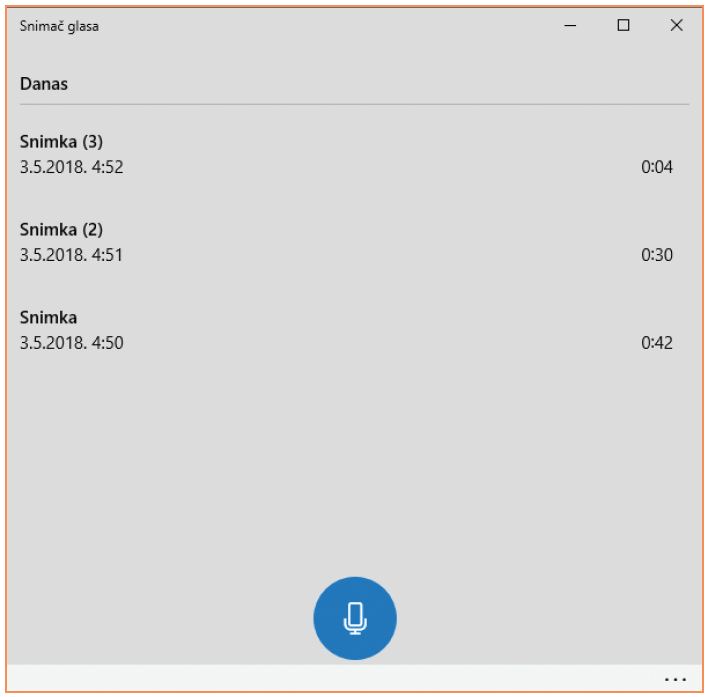 Snimač glasa
Danas
Snimka (3)
3.5.2018. 4:52 0:04
Snimka (2)
3.5.2018. 4:51 0:30
Snimka
3.5.2018. 4:50 0:42